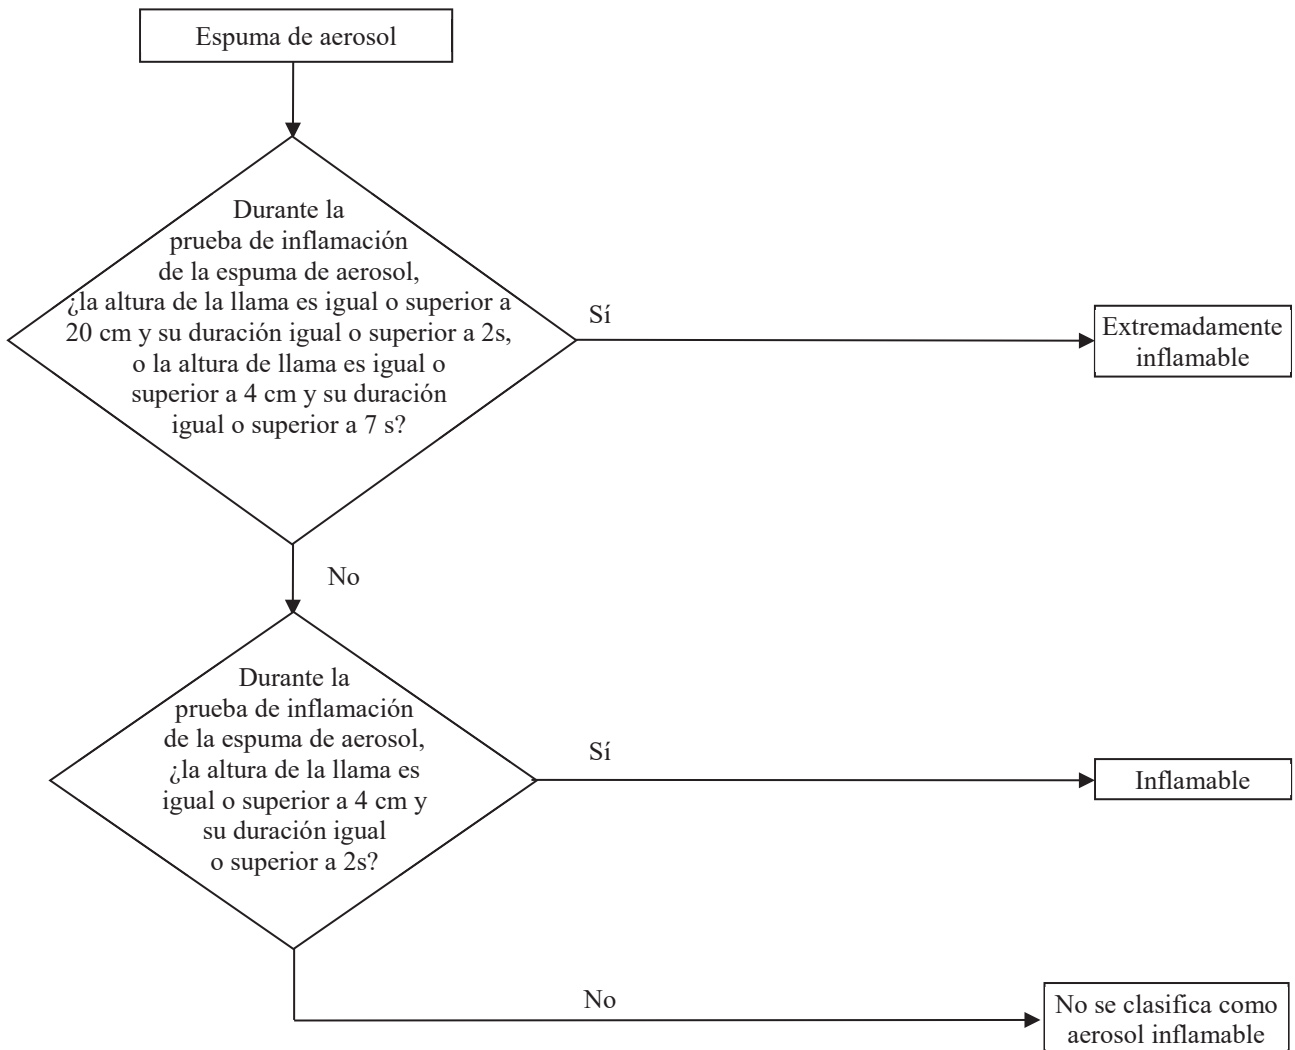 Espuma de aerosol
Durante la
prueba de inflamación
de la espuma de aerosol,
¿la altura de la llama es igual o superior a
20 cm y su duración igual o superior a 2s,
o la altura de llama es igual o
superior a 4 cm y su duración
igual o superior a 7 s?
Sí
Extremadamente
inflamable
No
Durante la
prueba de inflamación
de la espuma de aerosol,
¿la altura de la llama es
igual o superior a 4 cm y
su duración igual
o superior a 2s?
Sí
Inflamable
No
No se clasifica como
aerosol inflamable